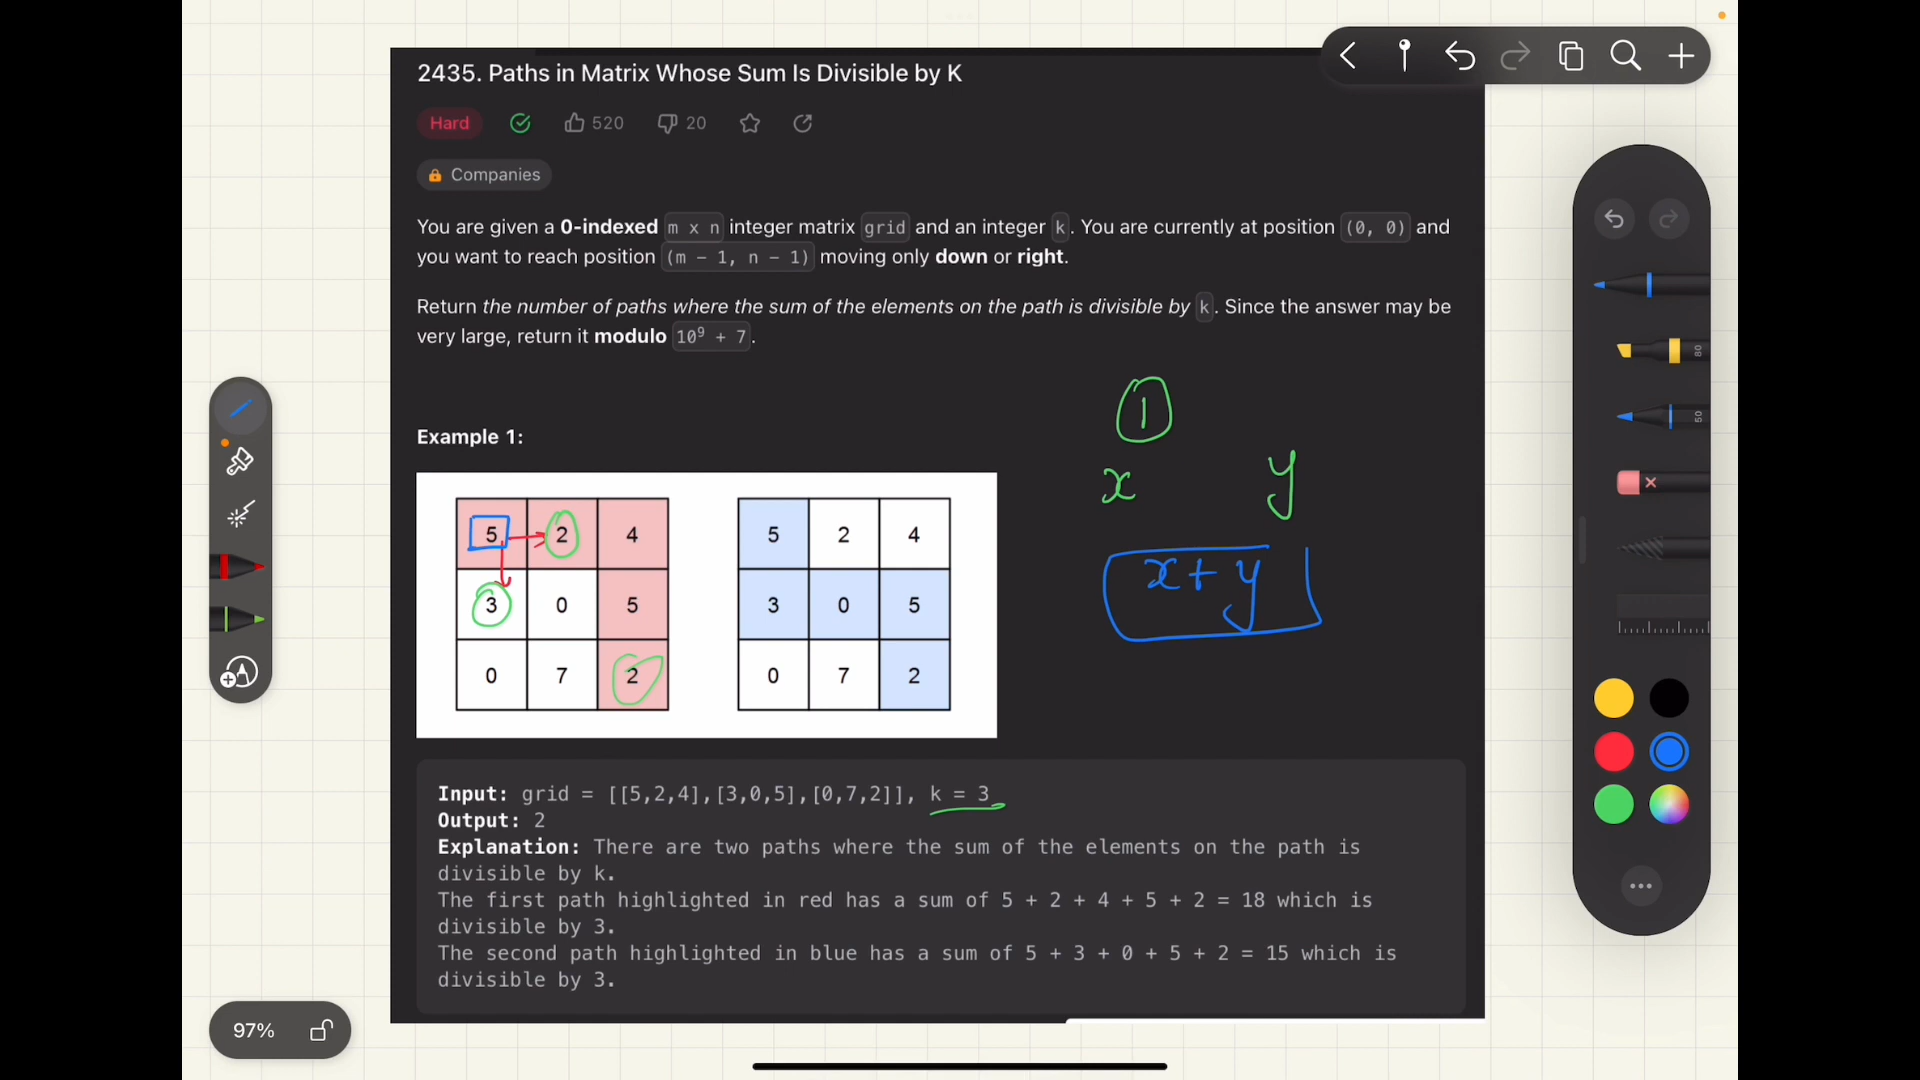 2435. Paths in Matrix Whose Sum Is Divisible by K
Hard 520 20
Companies
You are given a 0-indexed m x n integer matrix grid and an integer k. You are currently at position (0, 0) and
you want to reach position (m - 1, n - 1) moving only down or right.
Return the number of paths where the sum of the elements on the path is divisible by k. Since the answer may be
very large, return it modulo 10⁹ + 7.
①
x y
x + y
Example 1:
5 2 4 5 2 4
3 0 5 3 0 5
0 7 2 0 7 2
Input: grid = [[5,2,4],[3,0,5],[0,7,2]], k = 3
Output: 2
Explanation: There are two paths where the sum of the elements on the path is
divisible by k.
The first path highlighted in red has a sum of 5 + 2 + 4 + 5 + 2 = 18 which is
divisible by 3.
The second path highlighted in blue has a sum of 5 + 3 + 0 + 5 + 2 = 15 which is
divisible by 3.
97%
80
50